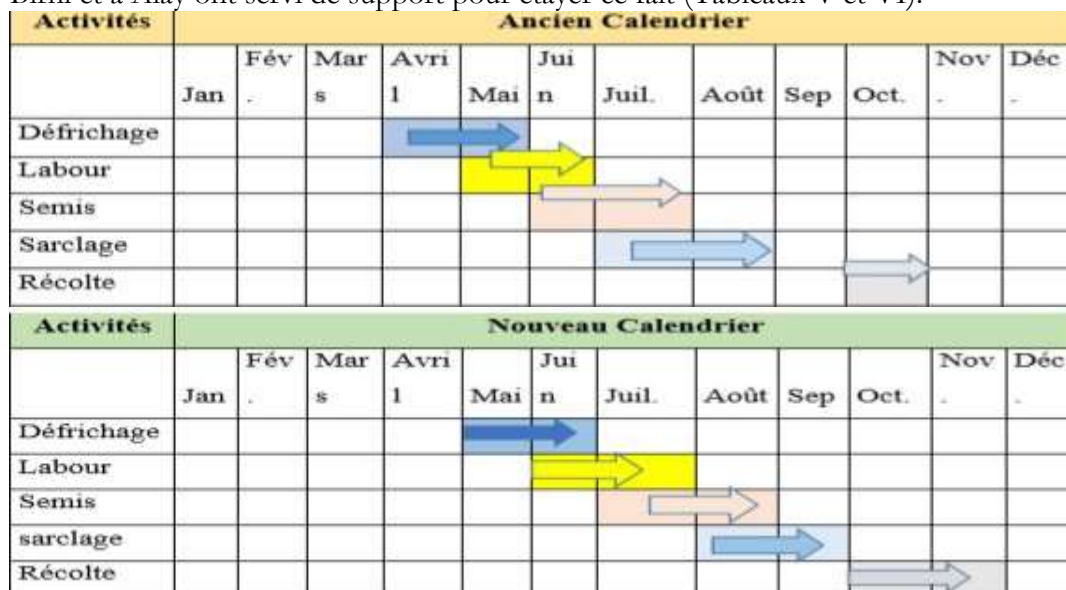 Birni et à Alay ont servi de support pour étayer ce fait (Tableaux V et VI).
Activités Ancien Calendrier
Fév Mar Avri Jui Nov Déc
Jan . s l Mai n Juil. Août Sep Oct. . .
Défrichage
Labour
Semis
Sarclage
Récolte
Activités Nouveau Calendrier
Fév Mar Avri Jui Nov Déc
Jan . s l Mai n Juil. Août Sep Oct. . .
Défrichage
Labour
Semis
sarclage
Récolte